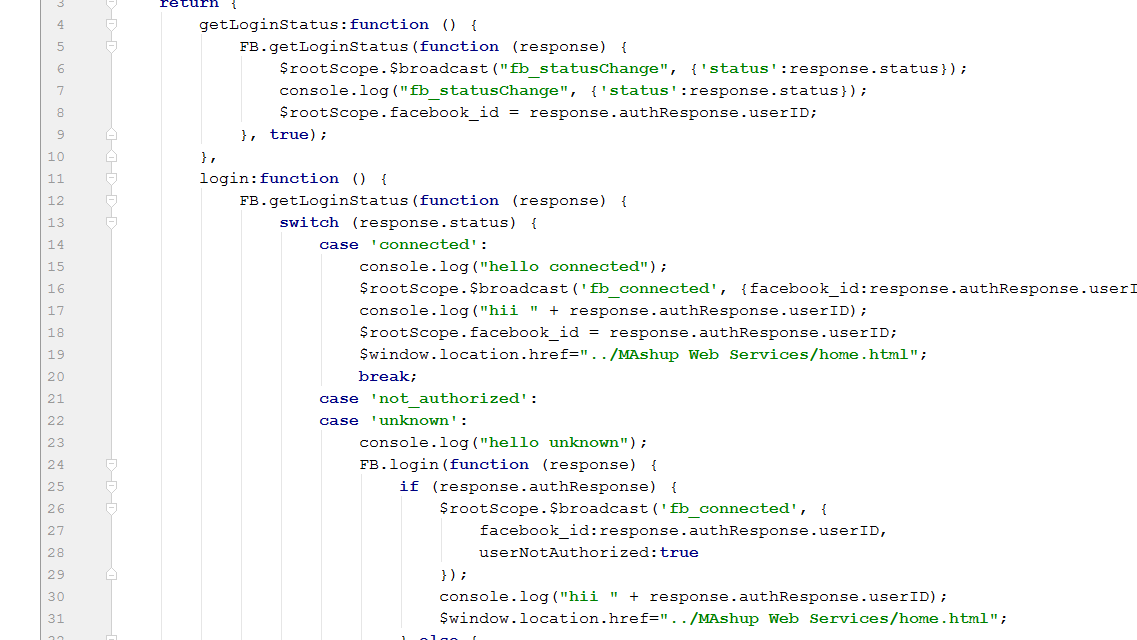 3 return {
4 getLoginStatus:function () {
5 FB.getLoginStatus(function (response) {
6 $rootScope.$broadcast("fb_statusChange", {'status':response.status});
7 console.log("fb_statusChange", {'status':response.status});
8 $rootScope.facebook_id = response.authResponse.userID;
9 }, true);
10 },
11 login:function () {
12 FB.getLoginStatus(function (response) {
13 switch (response.status) {
14 case 'connected':
15 console.log("hello connected");
16 $rootScope.$broadcast('fb_connected', {facebook_id:response.authResponse.userI
17 console.log("hii " + response.authResponse.userID);
18 $rootScope.facebook_id = response.authResponse.userID;
19 $window.location.href="../MAshup Web Services/home.html";
20 break;
21 case 'not_authorized':
22 case 'unknown':
23 console.log("hello unknown");
24 FB.login(function (response) {
25 if (response.authResponse) {
26 $rootScope.$broadcast('fb_connected', {
27 facebook_id:response.authResponse.userID,
28 userNotAuthorized:true
29 });
30 console.log("hii " + response.authResponse.userID);
31 $window.location.href="../MAshup Web Services/home.html";
32 } else {